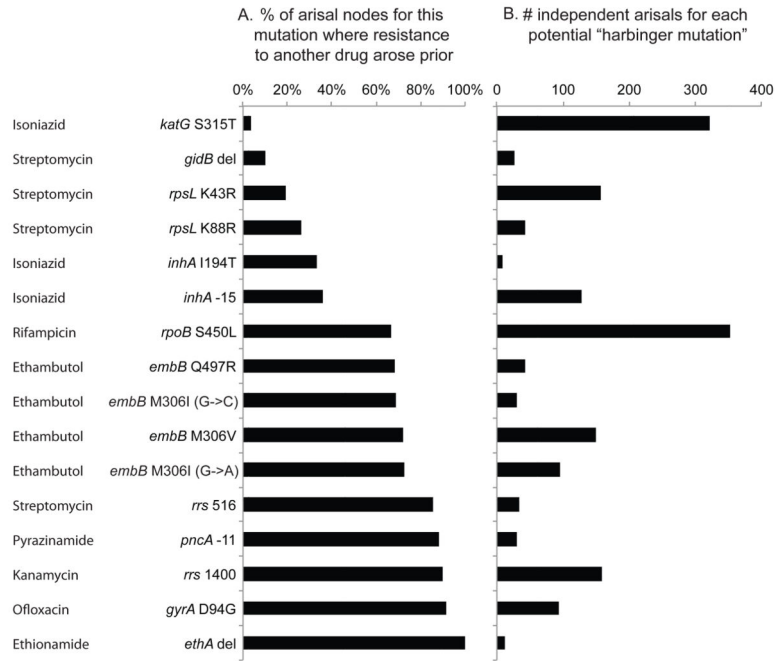 A. % of arisal nodes for this
mutation where resistance
to another drug arose prior
B. # independent arisals for each
potential “harbinger mutation”
0% 20% 40% 60% 80% 100%
0 100 200 300 400
Isoniazid katG S315T
Streptomycin gidB del
Streptomycin rpsL K43R
Streptomycin rpsL K88R
Isoniazid inhA I194T
Isoniazid inhA -15
Rifampicin rpoB S450L
Ethambutol embB Q497R
Ethambutol embB M306I (G->C)
Ethambutol embB M306V
Ethambutol embB M306I (G->A)
Streptomycin rrs 516
Pyrazinamide pncA -11
Kanamycin rrs 1400
Ofloxacin gyrA D94G
Ethionamide ethA del